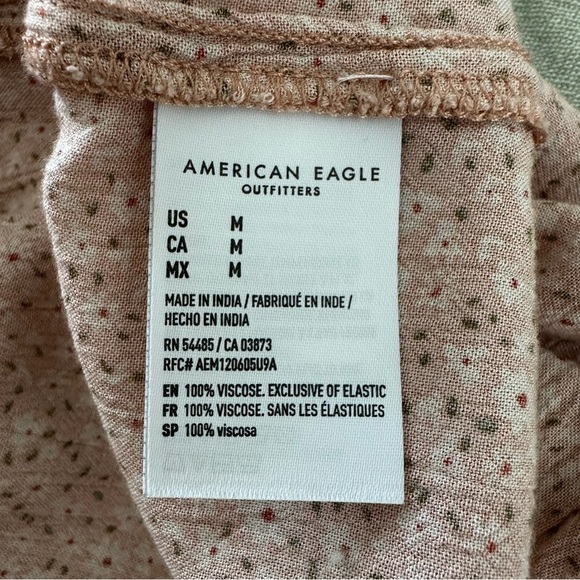 AMERICAN EAGLE
OUTFITTERS
US M
CA M
MX M
MADE IN INDIA / FABRIQUÉ EN INDE /
HECHO EN INDIA
RN 54485 / CA 03873
RFC# AEM120605U9A
EN 100% VISCOSE. EXCLUSIVE OF ELASTIC
FR 100% VISCOSE. SANS LES ÉLASTIQUES
SP 100% viscosa